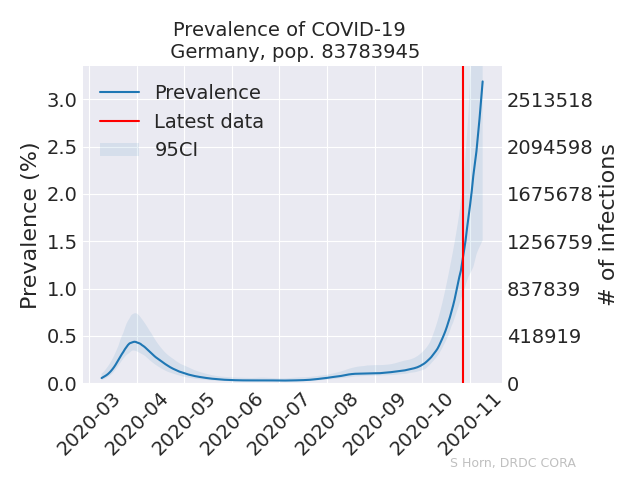 Prevalence of COVID-19
Germany, pop. 83783945
Prevalence
Latest data
95CI
Prevalence (%)
3.0
2.5
2.0
1.5
1.0
0.5
0.0
2513518
2094598
1675678
1256759
837839
418919
0
# of infections
2020-03
2020-04
2020-05
2020-06
2020-07
2020-08
2020-09
2020-10
2020-11
S Horn, DRDC CORA